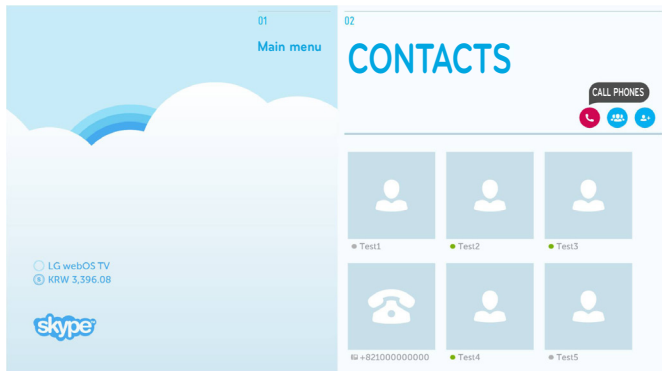 01
Main menu
LG webOS TV
KRW 3,396.08
skype
02
CONTACTS
CALL PHONES
Test1
Test2
Test3
+821000000000
Test4
Test5